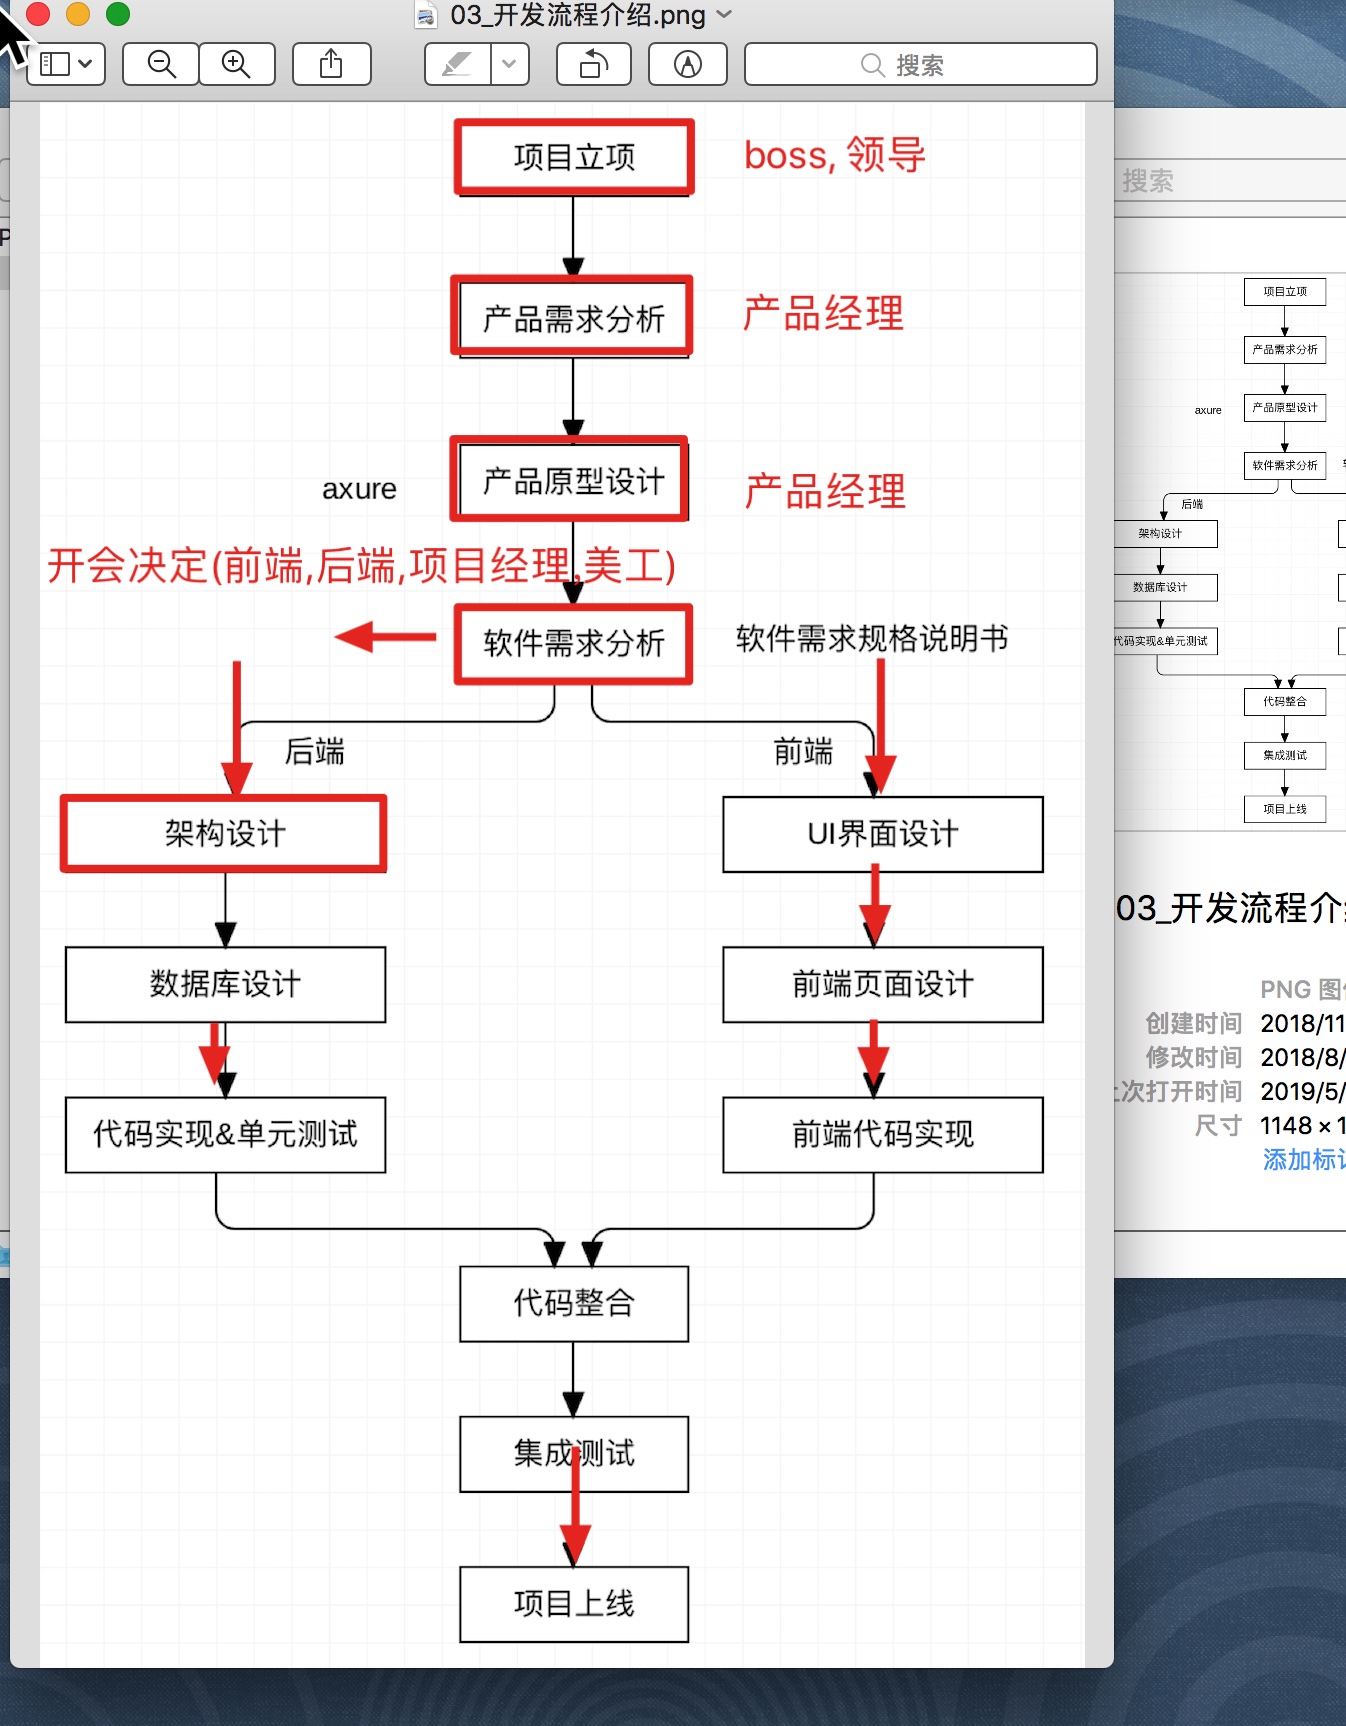 03_开发流程介绍.png
搜索
项目立项
boss, 领导
产品需求分析
产品经理
axure
产品原型设计
产品经理
开会决定(前端,后端,项目经理,美工)
软件需求分析
软件需求规格说明书
后端
前端
架构设计
UI界面设计
数据库设计
前端页面设计
代码实现&单元测试
前端代码实现
代码整合
集成测试
项目上线
搜索
项目立项
产品需求分析
axure
产品原型设计
软件需求分析
后端
架构设计
数据库设计
代码实现&单元测试
代码整合
集成测试
项目上线
03_开发流程介
PNG 图
创建时间 2018/11
修改时间 2018/8/
次打开时间 2019/5/
尺寸 1148 × 1
添加标